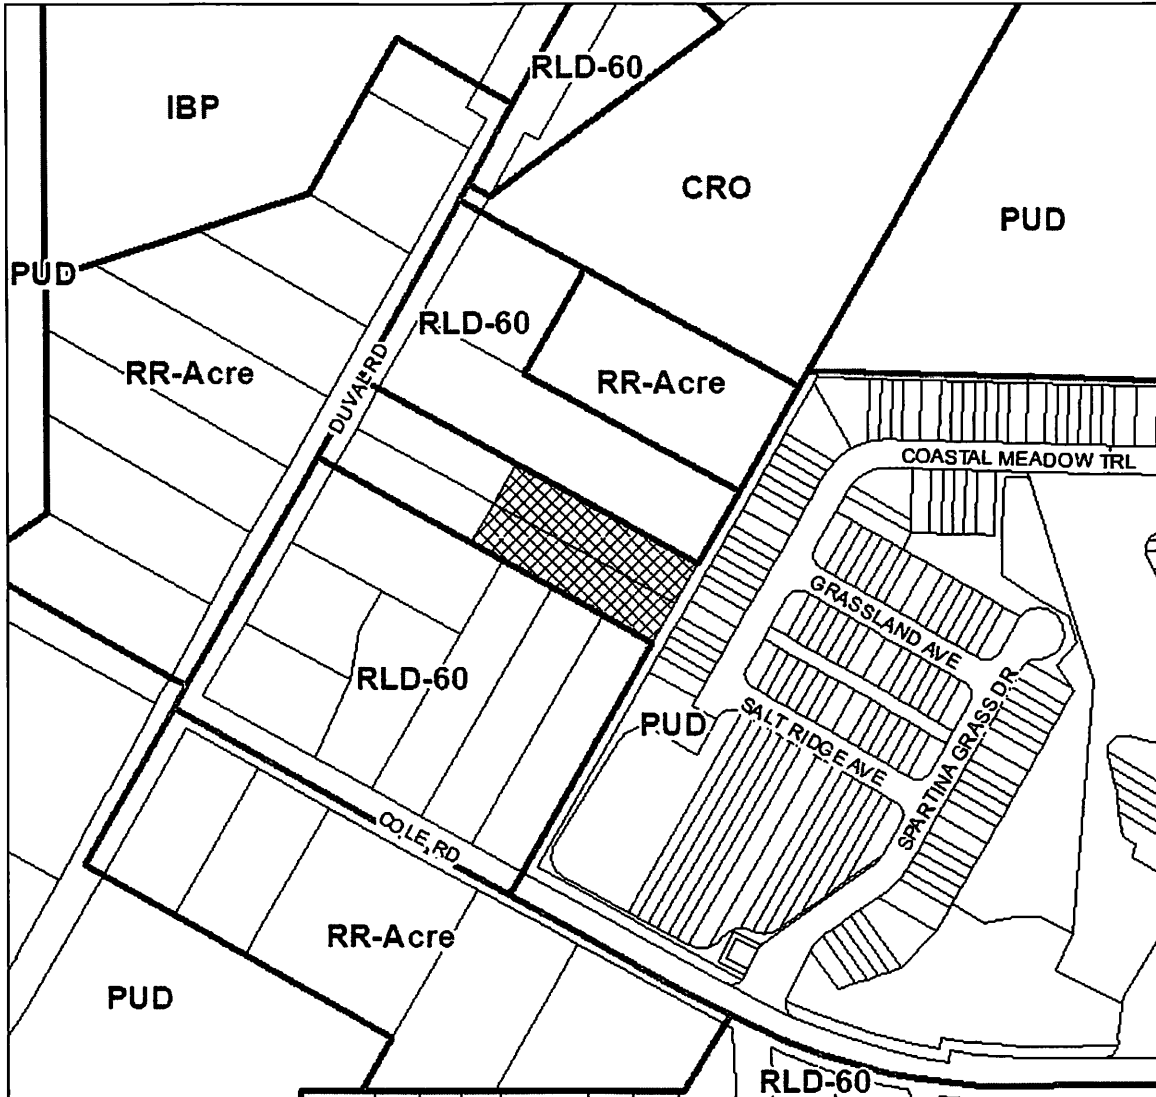 RLD-60
IBP
CRO
PUD
PUD
RLD-60
RR-Acre
RR-Acre
DUVAL RD
COASTAL MEADOW TRL
GRASSLAND AVE
RLD-60
SPARTINA GRASS DR
PUD
SALT RIDGE AVE
COLE RD
RR-Acre
PUD
RLD-60